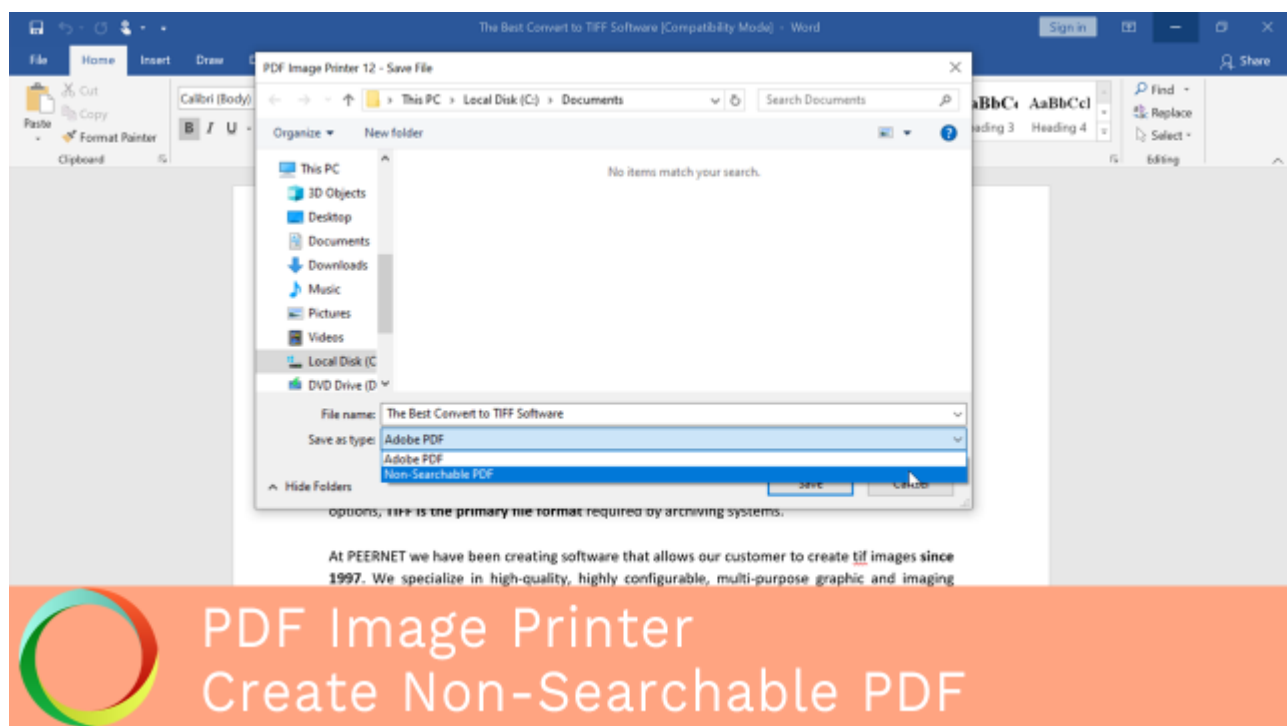 The Best Convert to TIFF Software [Compatibility Mode] - Word
Sign in
File Home Insert Draw
Share
PDF Image Printer 12 - Save File
Cut
Copy
Paste
Format Painter
Clipboard
Calibri (Body)
B I U
This PC > Local Disk (C:) > Documents
Search Documents
Organize
New folder
aBbCc AaBbCcl
eading 3 Heading 4
Find
Replace
Select
Editing
This PC
3D Objects
Desktop
Documents
Downloads
Music
Pictures
Videos
Local Disk (C
DVD Drive (D
No items match your search.
File name: The Best Convert to TIFF Software
Save as type: Adobe PDF
Adobe PDF
Non-Searchable PDF
Hide Folders
Save
Cancel
options, TIFF is the primary file format required by archiving systems.
At PEERNET we have been creating software that allows our customer to create tif images since
1997. We specialize in high-quality, highly configurable, multi-purpose graphic and imaging
PDF Image Printer
Create Non-Searchable PDF